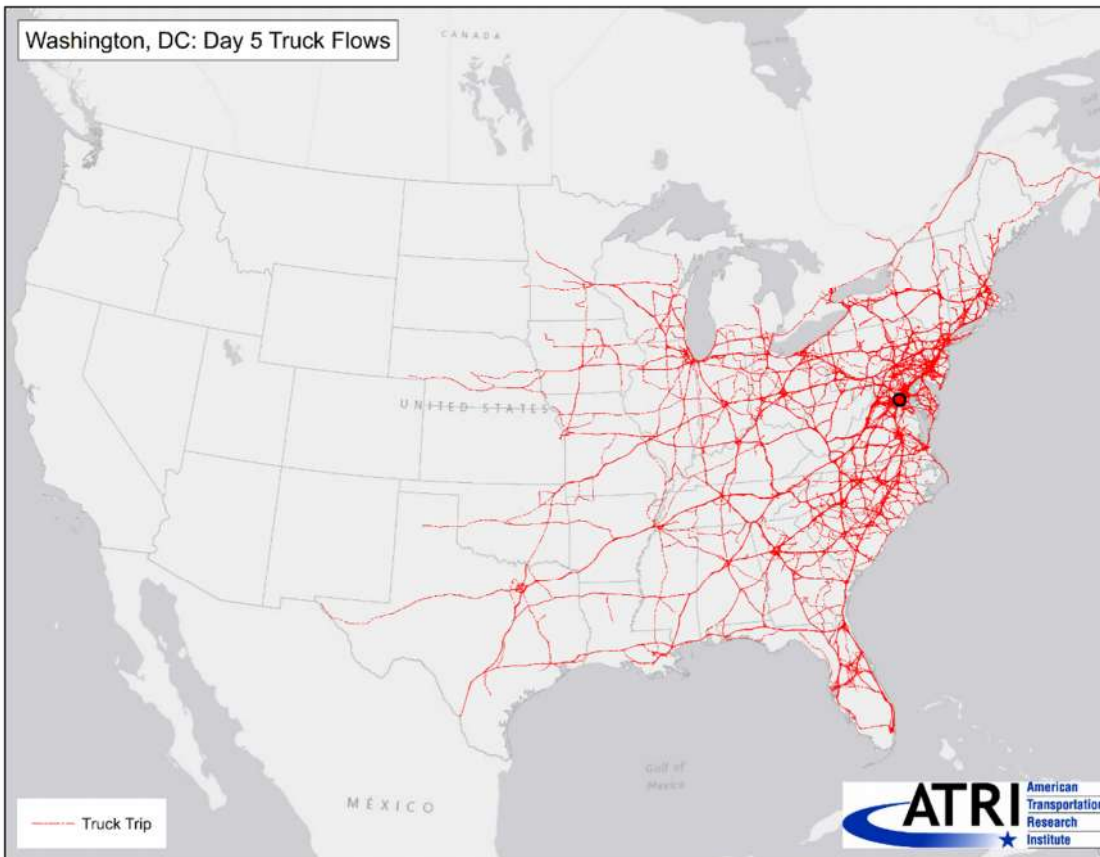 Washington, DC: Day 5 Truck Flows
CANADA
UNITED STATES
Gulf of
Mexico
MÉXICO
Truck Trip
ATRI
American
Transportation
Research
Institute